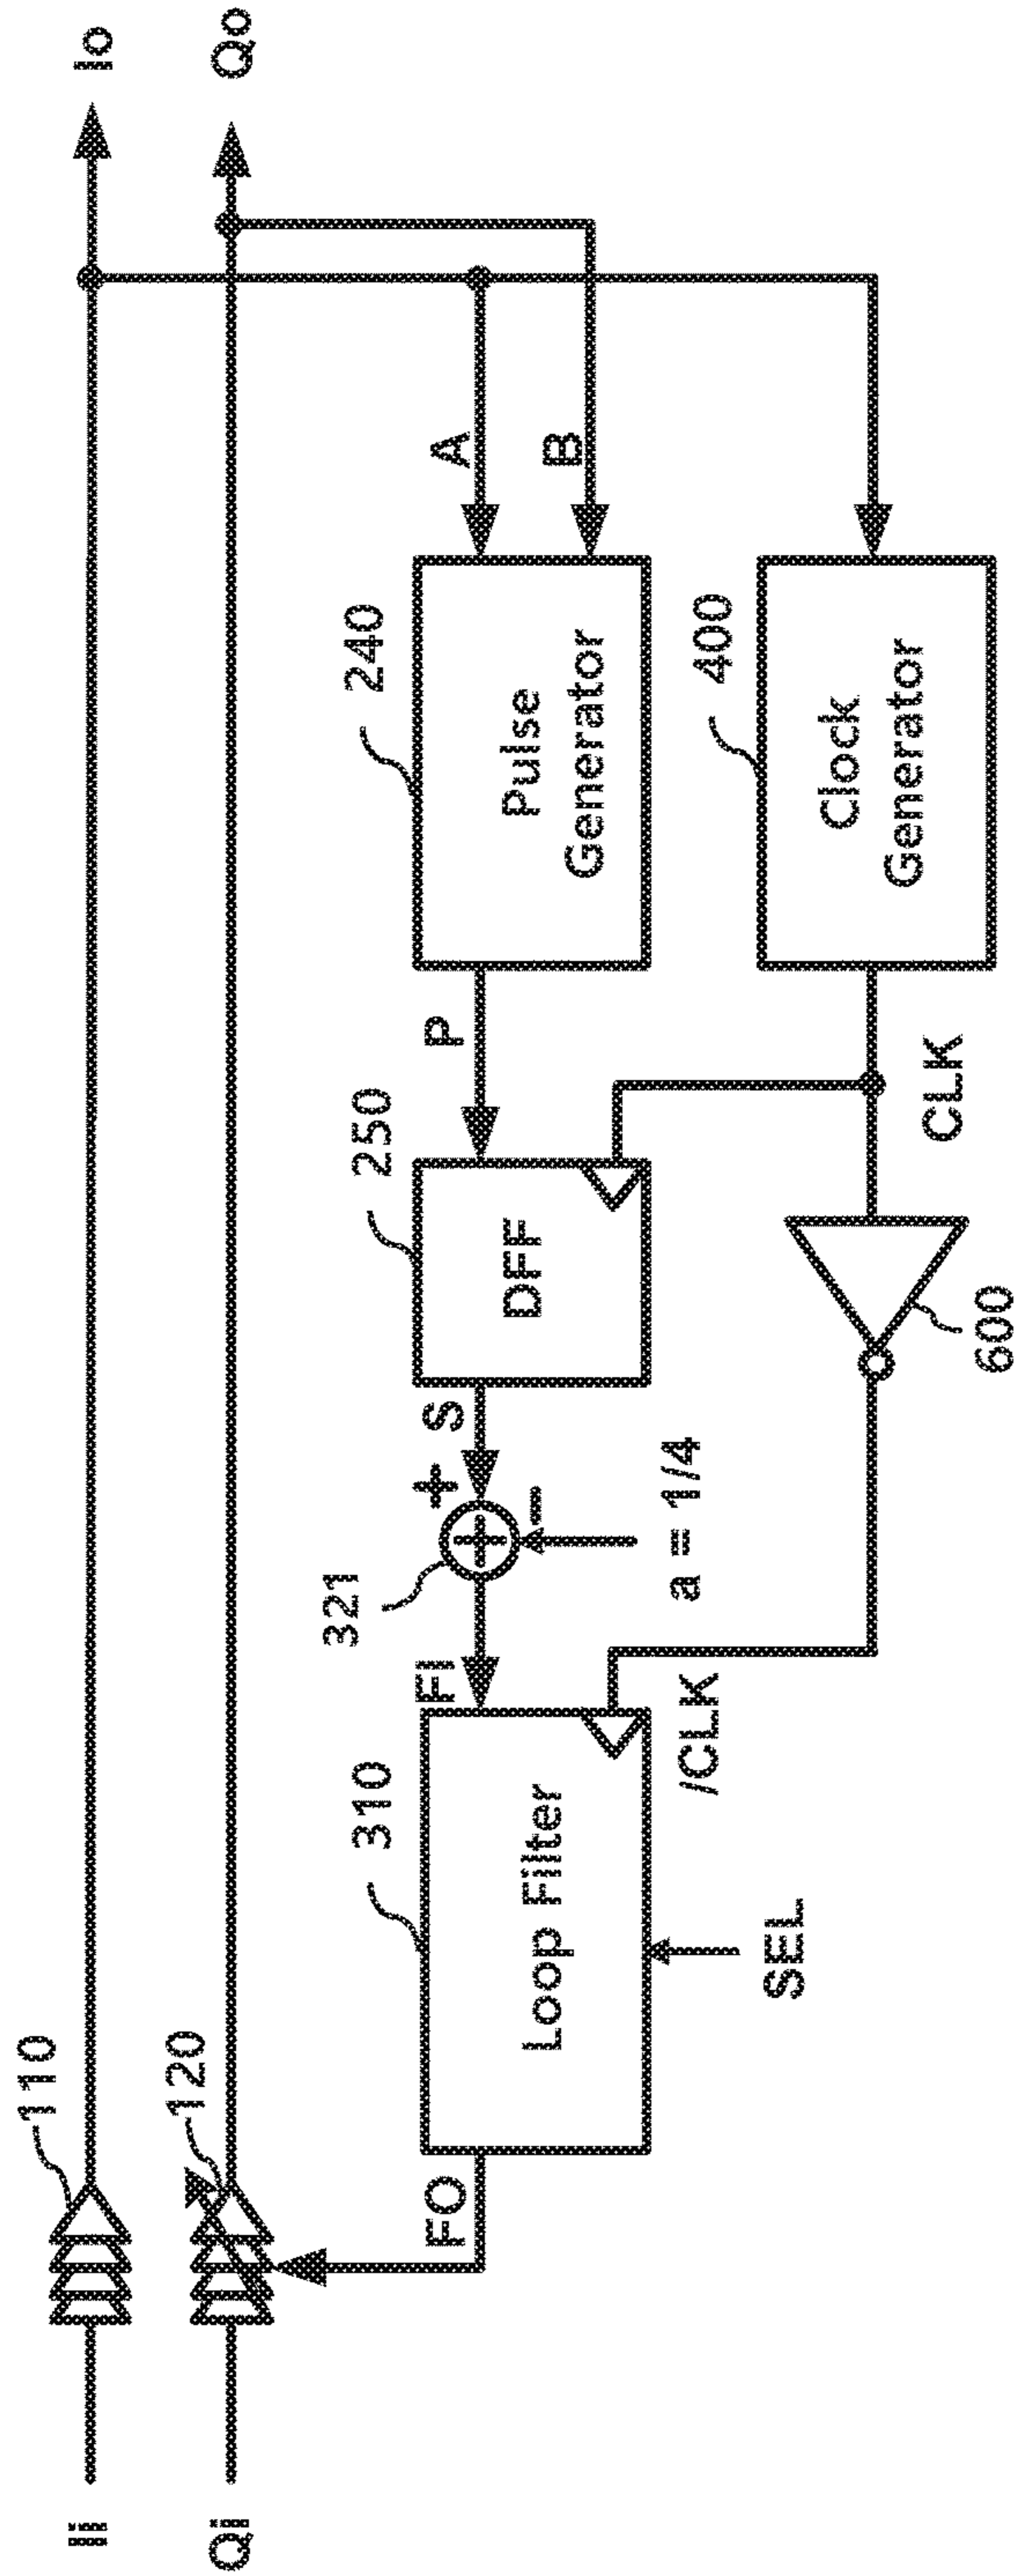 Ii
110
Io
Qi
120
Qo
FO
310
Loop Filter
SEL
FI
/CLK
321
+
-
a = 1/4
S
250
DFF
P
240
Pulse
Generator
A
B
600
CLK
400
Clock
Generator